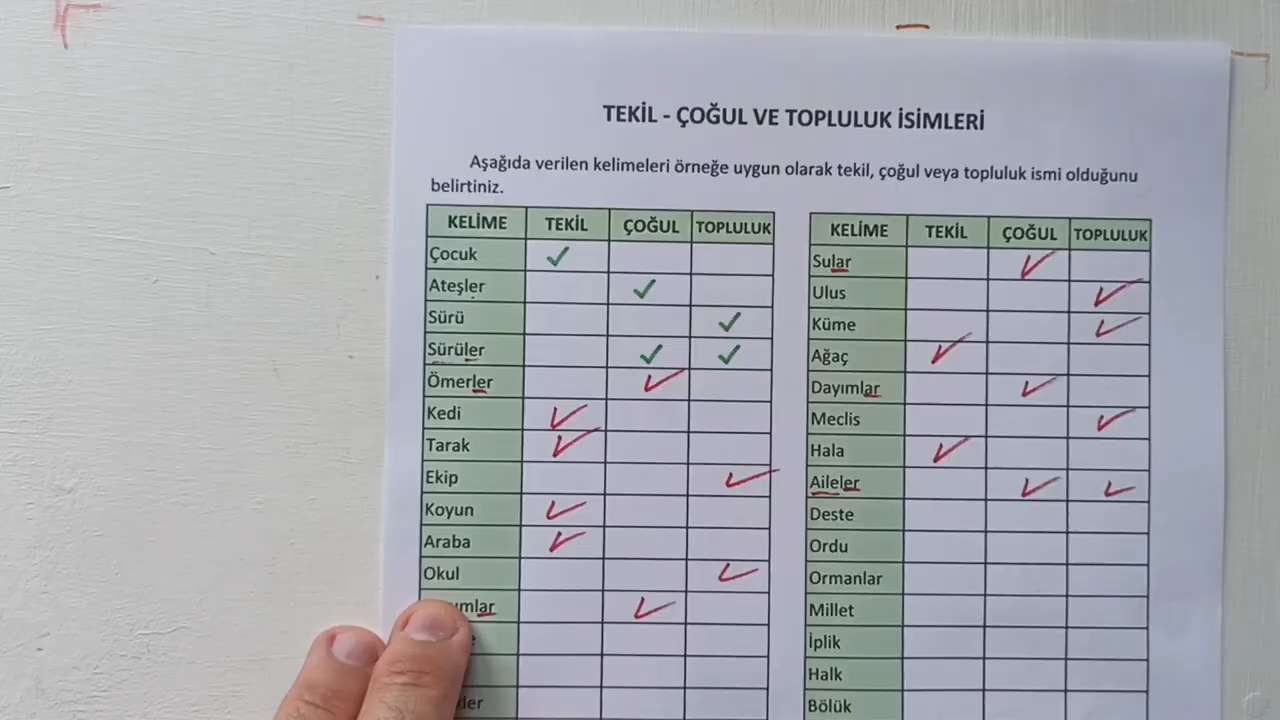 TEKİL - ÇOĞUL VE TOPLULUK İSİMLERİ
Aşağıda verilen kelimeleri örneğe uygun olarak tekil, çoğul veya topluluk ismi olduğunu
belirtiniz.
KELİME TEKİL ÇOĞUL TOPLULUK
Çocuk ✓
Ateşler ✓
Sürü ✓
Sürüler ✓ ✓
Ömerler ✓
Kedi ✓
Tarak ✓
Ekip ✓
Koyun ✓
Araba ✓
Okul ✓
KELİME TEKİL ÇOĞUL TOPLULUK
Sular ✓
Ulus ✓
Küme ✓
Ağaç ✓
Dayımlar ✓
Meclis ✓
Hala ✓
Aileler ✓ ✓
Deste
Ordu
Ormanlar
Millet
İplik
Halk
Bölük